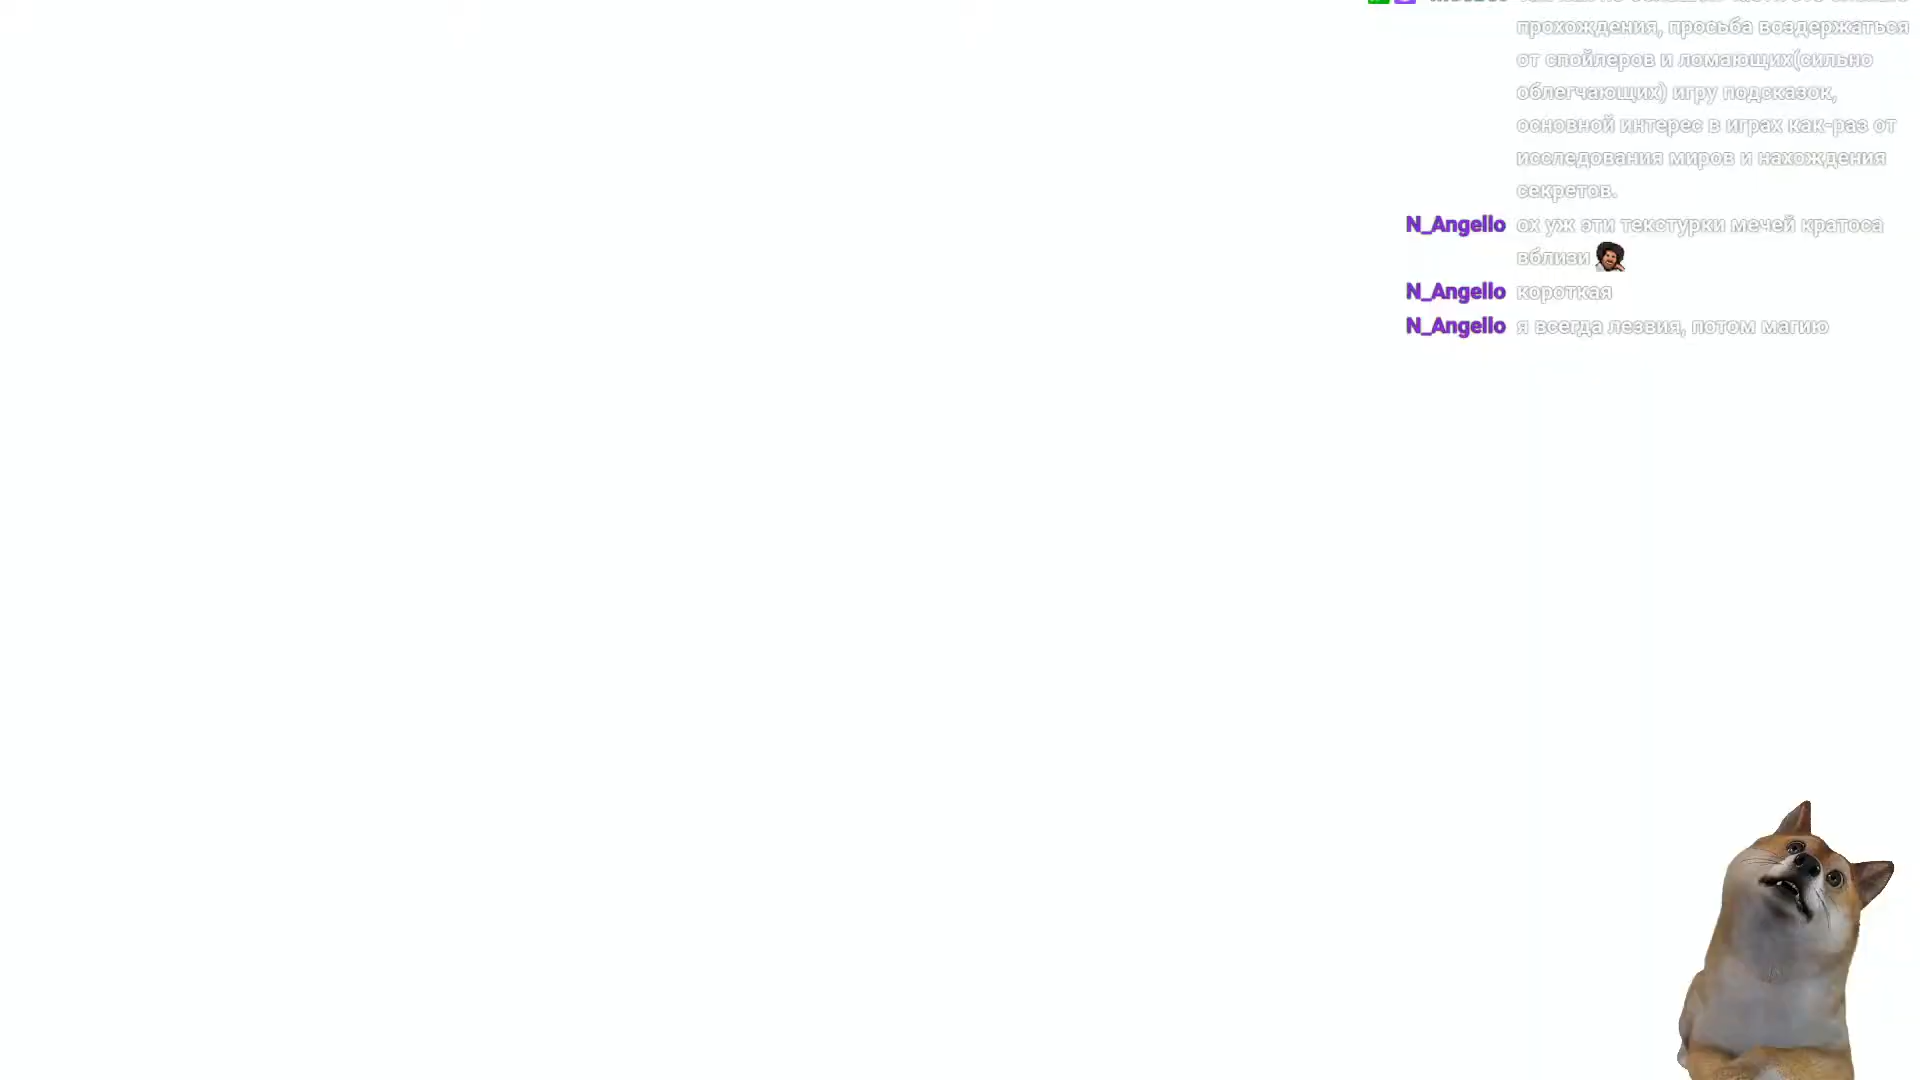 прохождения, просьба воздержаться
от спойлеров и ломающих(сильно
облегчающих) игру подсказок,
основной интерес в играх как-раз от
исследования миров и нахождения
секретов.
N_Angello ох уж эти текстурки мечей кратоса
вблизи
N_Angello короткая
N_Angello я всегда лезвия, потом магию